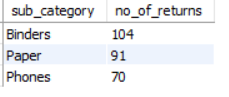 sub_category no_of_returns
Binders 104
Paper 91
Phones 70